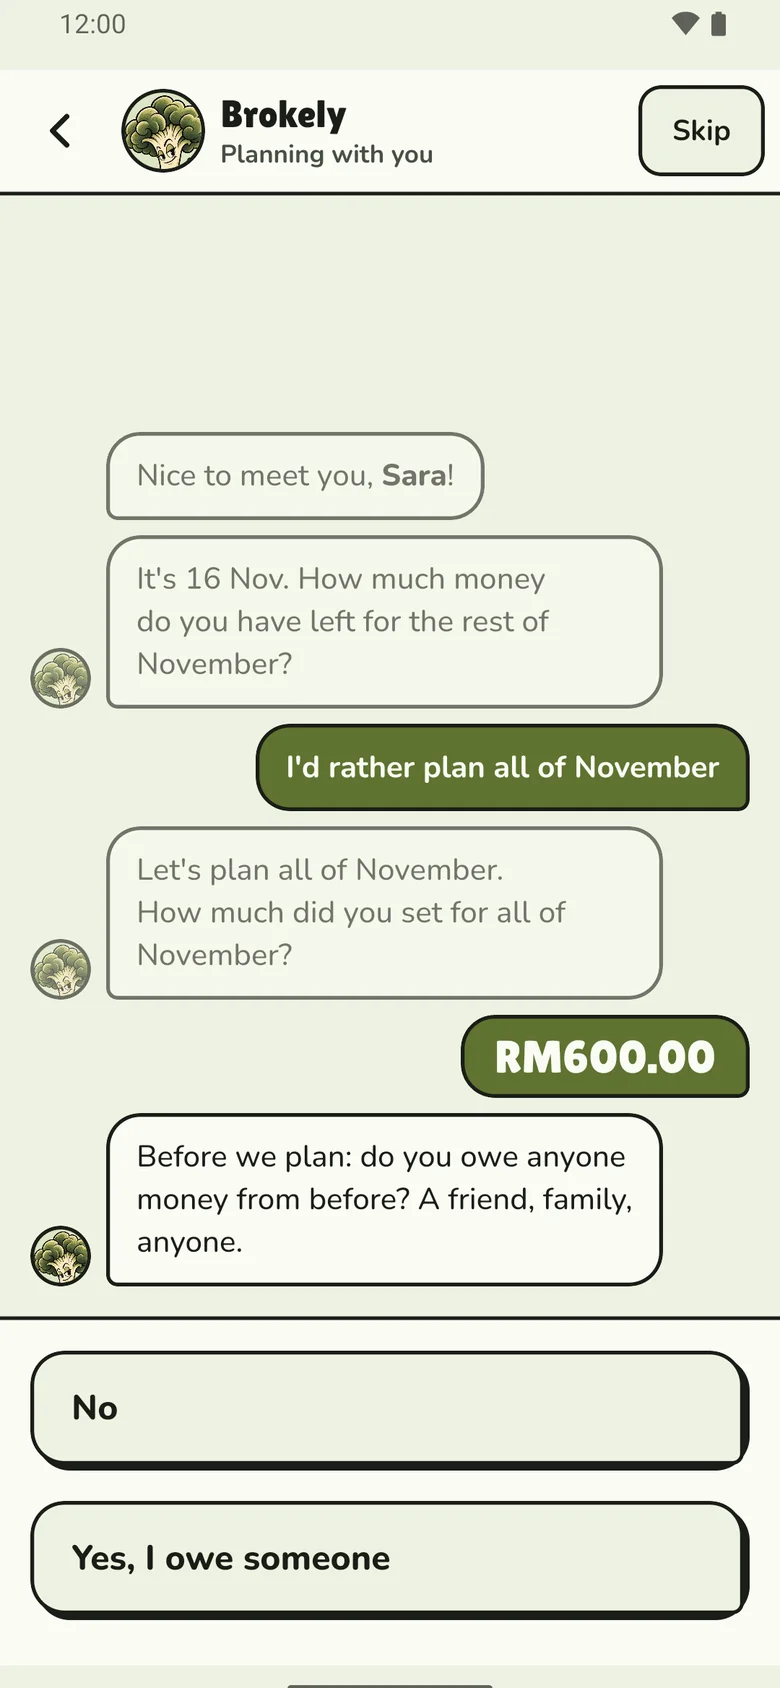 12:00
Brokely
Planning with you
Skip
Nice to meet you, Sara!
It's 16 Nov. How much money
do you have left for the rest of
November?
I'd rather plan all of November
Let's plan all of November.
How much did you set for all of
November?
RM600.00
Before we plan: do you owe anyone
money from before? A friend, family,
anyone.
No
Yes, I owe someone